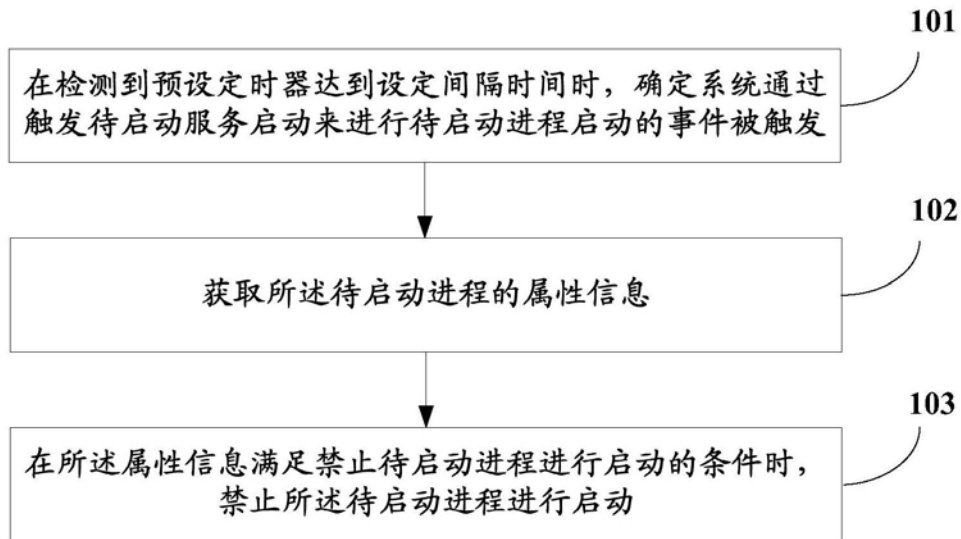 101
在检测到预设定时器达到设定间隔时间时，确定系统通过
触发待启动服务启动来进行待启动进程启动的事件被触发
102
获取所述待启动进程的属性信息
103
在所述属性信息满足禁止待启动进程进行启动的条件时，
禁止所述待启动进程进行启动